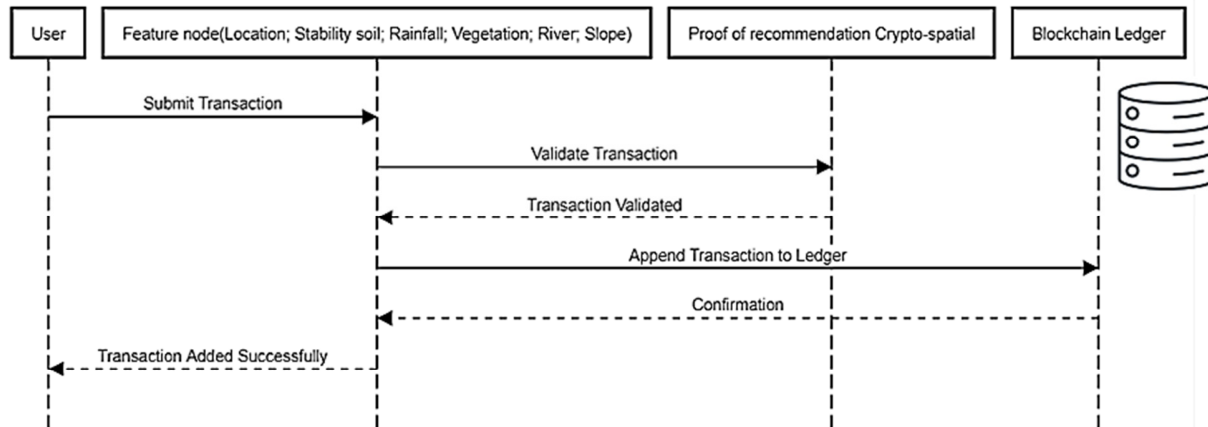 User
Feature node(Location; Stability soil; Rainfall; Vegetation; River; Slope)
Proof of recommendation Crypto-spatial
Blockchain Ledger
Submit Transaction
Validate Transaction
Transaction Validated
Append Transaction to Ledger
Confirmation
Transaction Added Successfully